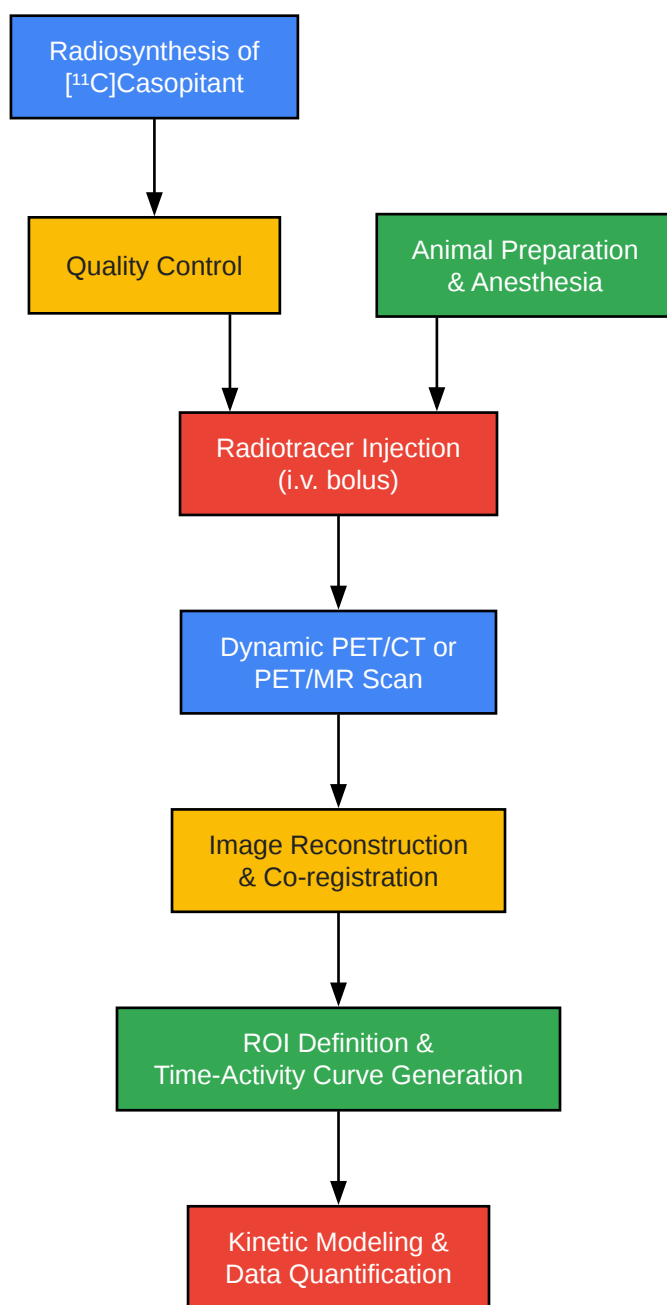 Radiosynthesis of
[¹¹C]Casopitant
Quality Control
Animal Preparation
& Anesthesia
Radiotracer Injection
(i.v. bolus)
Dynamic PET/CT or
PET/MR Scan
Image Reconstruction
& Co-registration
ROI Definition &
Time-Activity Curve Generation
Kinetic Modeling &
Data Quantification